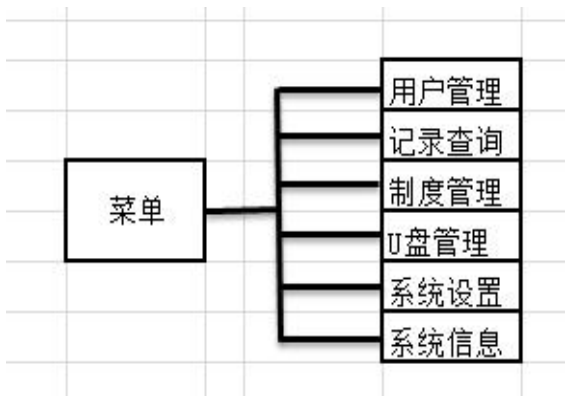 菜单
用户管理
记录查询
制度管理
U盘管理
系统设置
系统信息